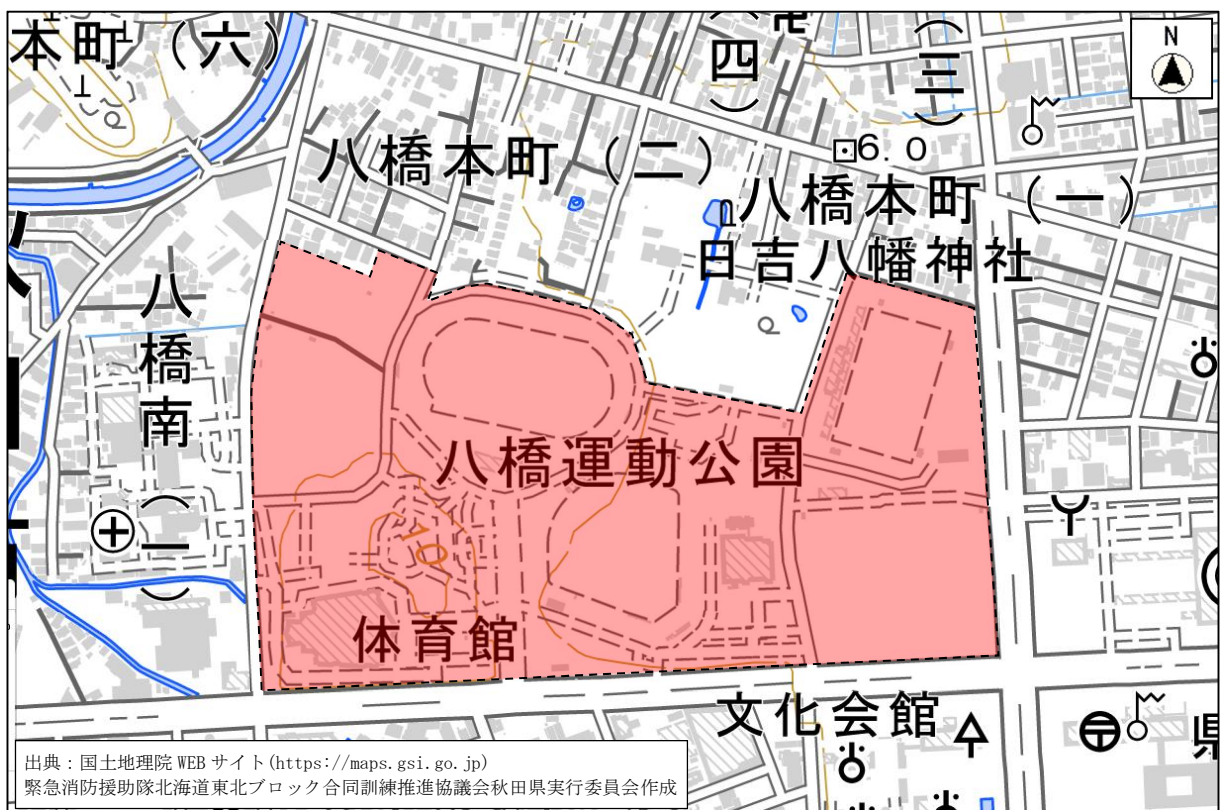 本町（六）
（四）
（三）
N
八橋本町（二）
6.0
八橋本町（一）
日吉八幡神社
八橋南（一）
八橋運動公園
10
体育館
文化会館
県
出典：国土地理院 WEB サイト(https://maps.gsi.go.jp)
緊急消防援助隊北海道東北ブロック合同訓練推進協議会秋田県実行委員会作成